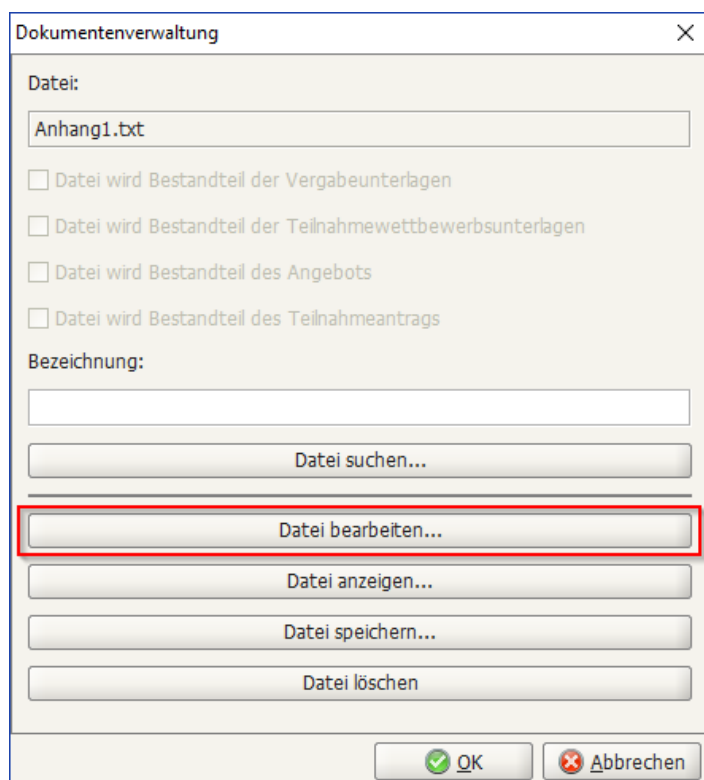 Dokumentenverwaltung
Datei:
Anhang1.txt
Datei wird Bestandteil der Vergabeunterlagen
Datei wird Bestandteil der Teilnahmewettbewerbsunterlagen
Datei wird Bestandteil des Angebots
Datei wird Bestandteil des Teilnahmeantrags
Bezeichnung:
Datei suchen...
Datei bearbeiten...
Datei anzeigen...
Datei speichern...
Datei löschen
OK Abbrechen